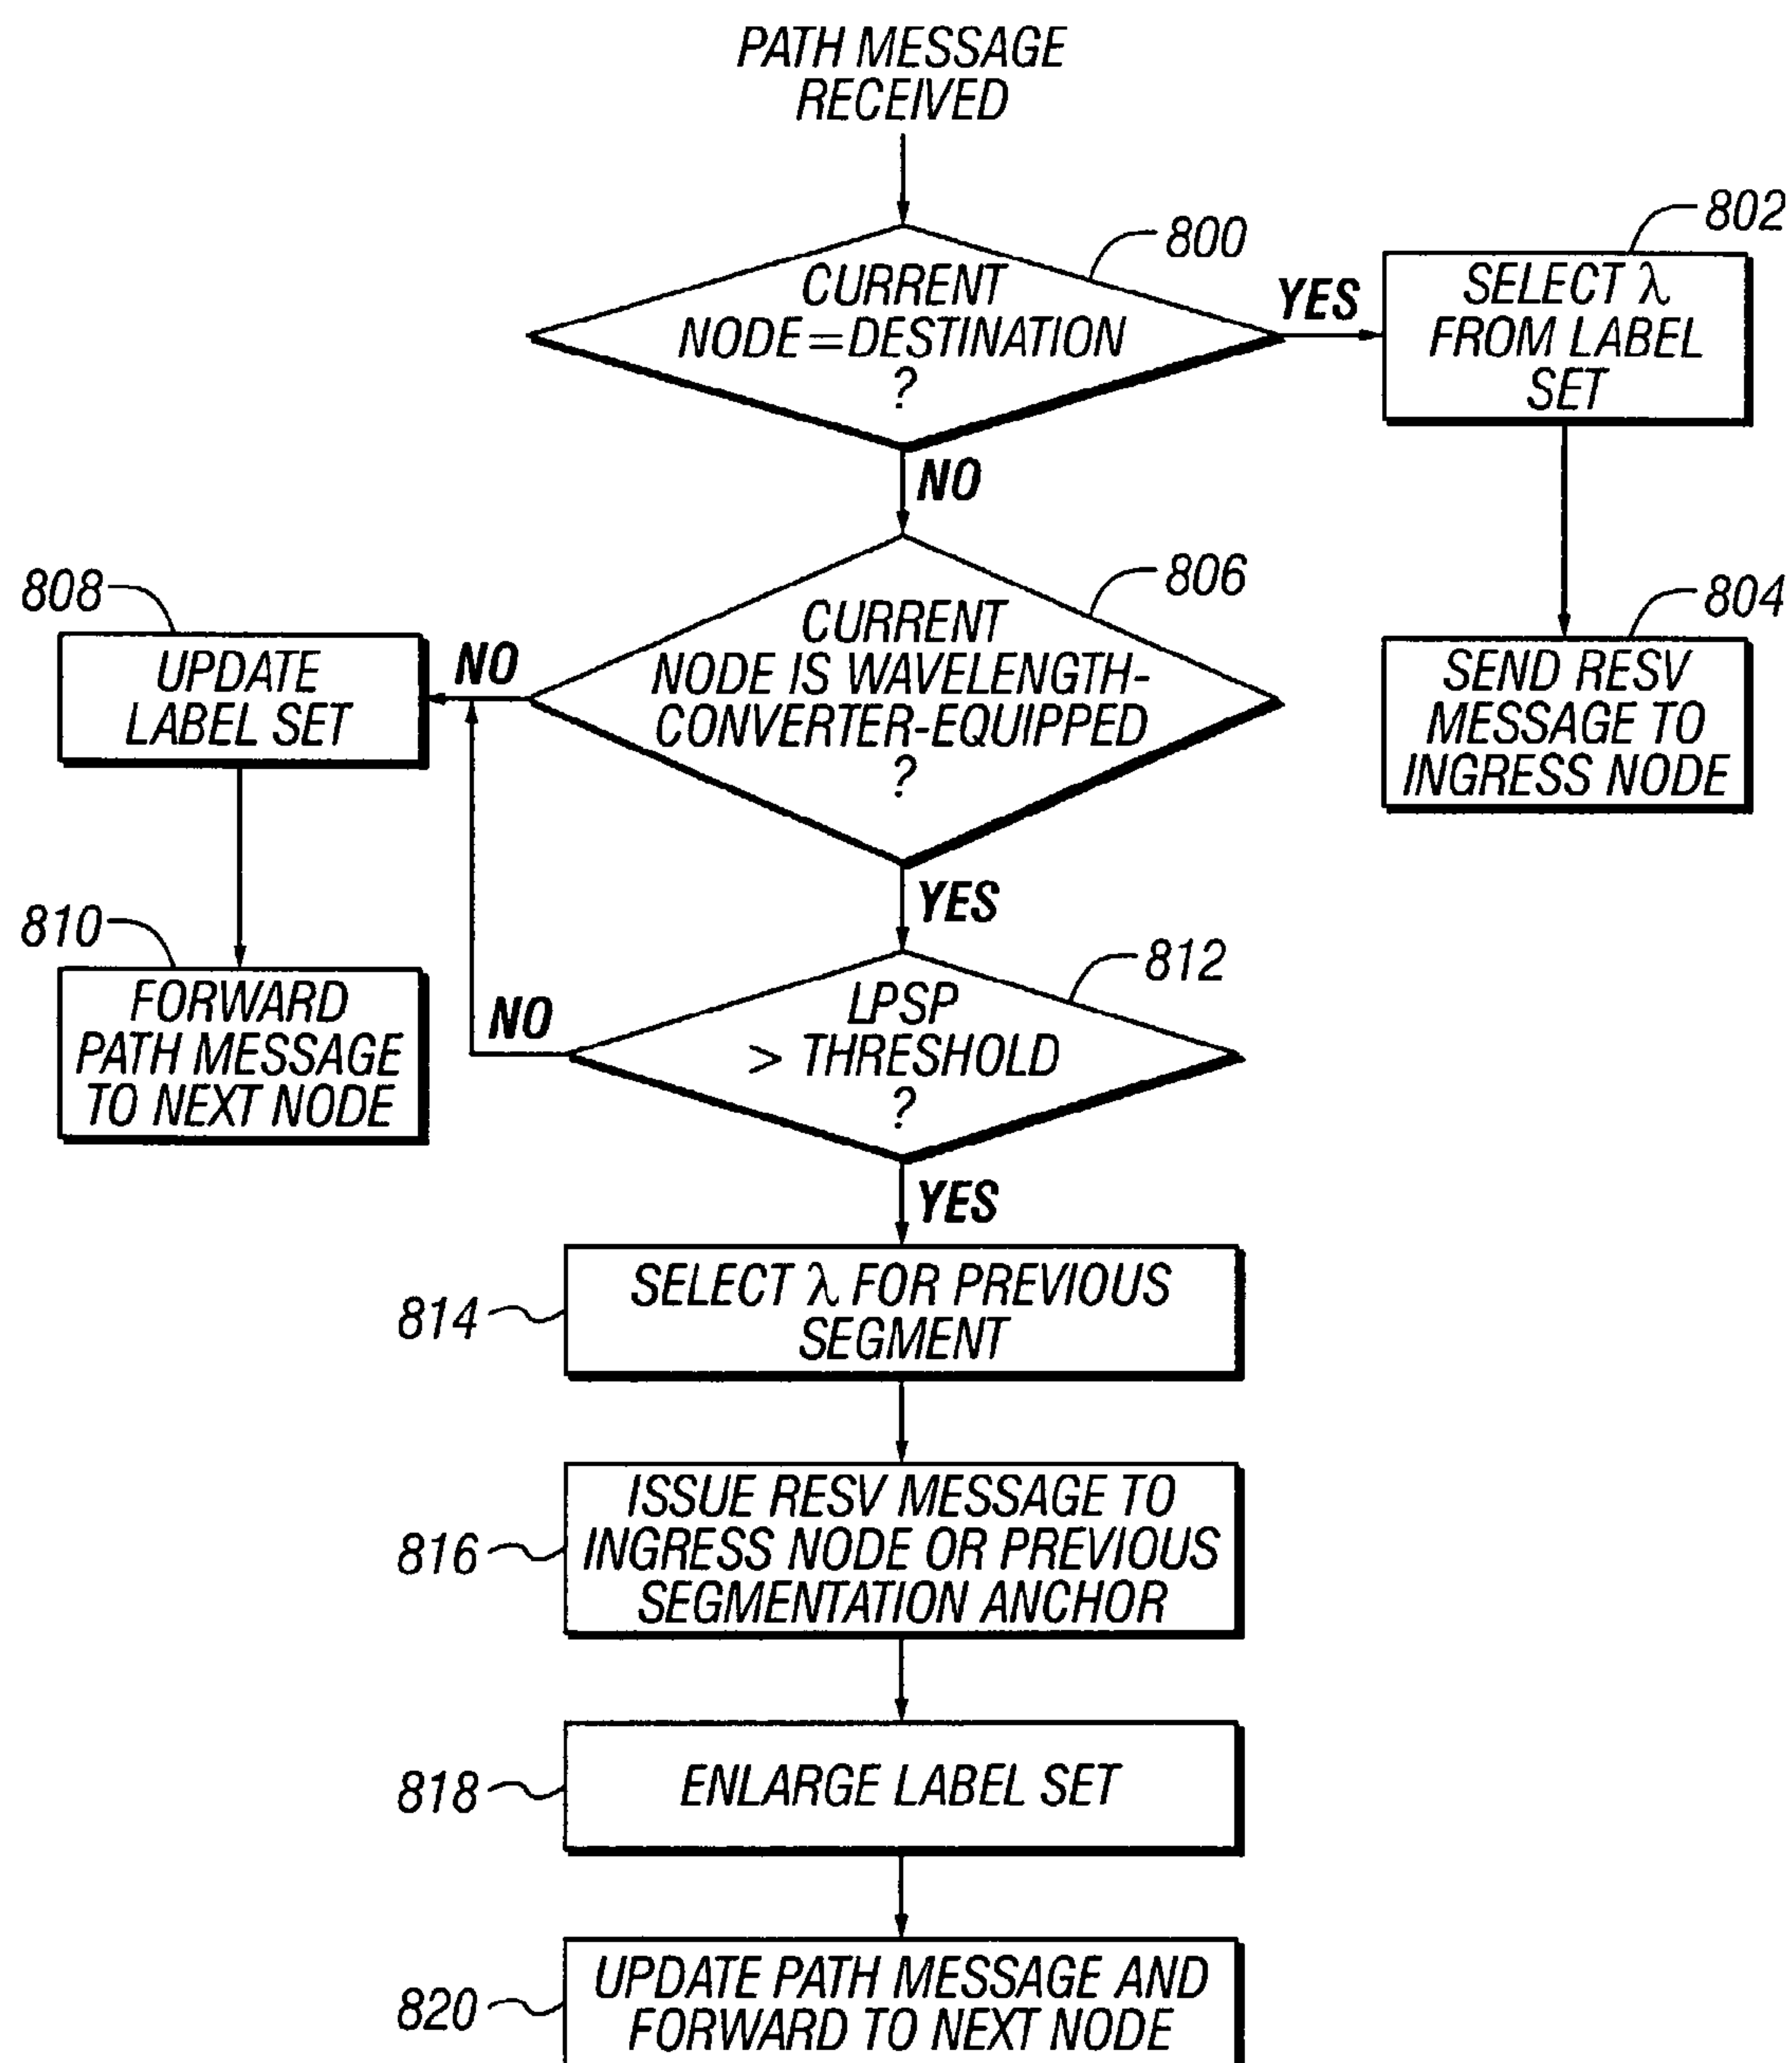 PATH MESSAGE
RECEIVED
800
CURRENT
NODE=DESTINATION
?
YES
802
SELECT λ
FROM LABEL
SET
NO
804
SEND RESV
MESSAGE TO
INGRESS NODE
806
CURRENT
NODE IS WAVELENGTH-
CONVERTER-EQUIPPED
?
NO
808
UPDATE
LABEL SET
810
FORWARD
PATH MESSAGE
TO NEXT NODE
YES
812
LPSP
> THRESHOLD
?
NO
YES
814
SELECT λ FOR PREVIOUS
SEGMENT
816
ISSUE RESV MESSAGE TO
INGRESS NODE OR PREVIOUS
SEGMENTATION ANCHOR
818
ENLARGE LABEL SET
820
UPDATE PATH MESSAGE AND
FORWARD TO NEXT NODE